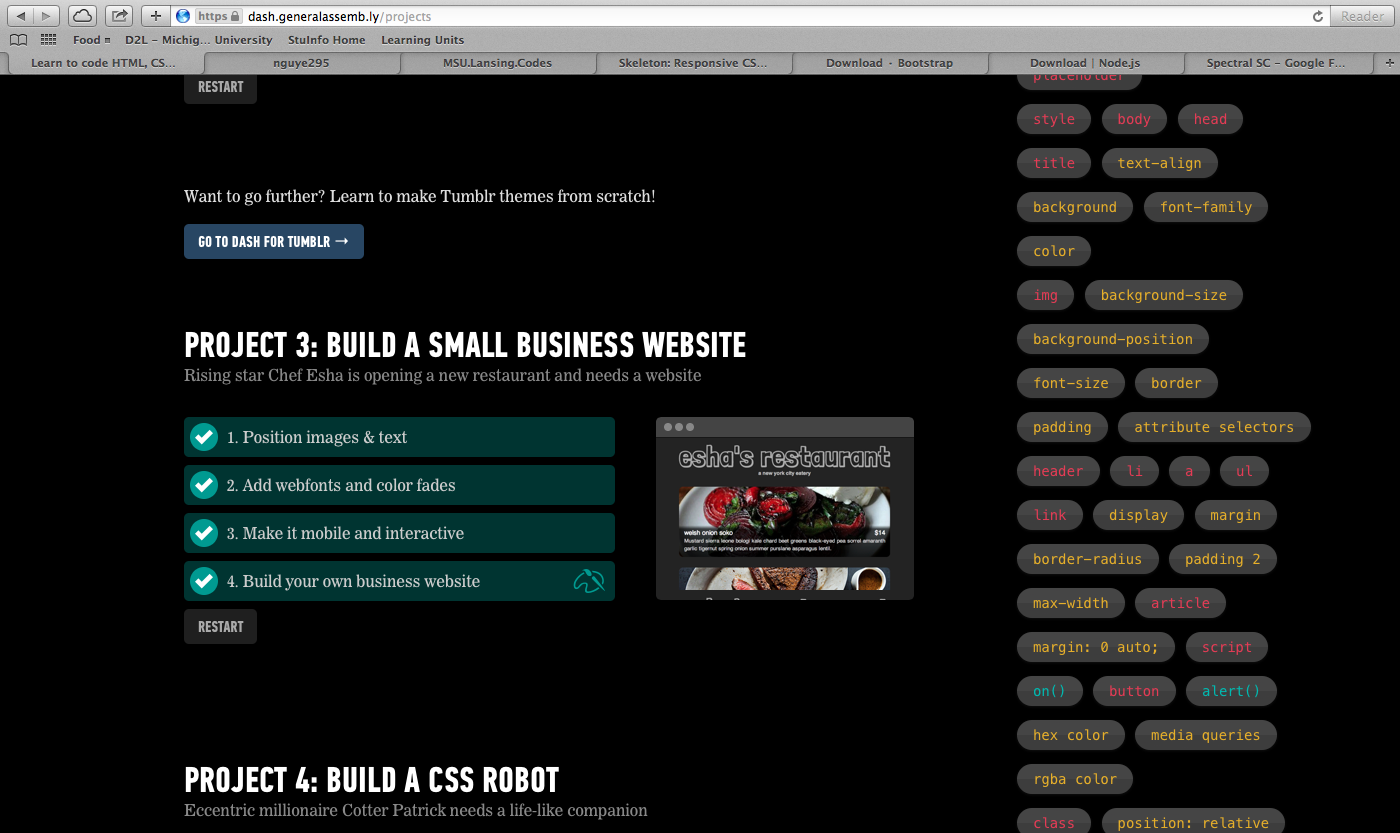 https dash.generalassemb.ly/projects
Reader
Food
D2L – Michig... University
StuInfo Home
Learning Units
Learn to code HTML, CS...
nguye295
MSU.Lansing.Codes
Skeleton: Responsive CS...
Download · Bootstrap
Download | Node.js
Spectral SC – Google F...
RESTART
Want to go further? Learn to make Tumblr themes from scratch!
GO TO DASH FOR TUMBLR →
PROJECT 3: BUILD A SMALL BUSINESS WEBSITE
Rising star Chef Esha is opening a new restaurant and needs a website
1. Position images & text
2. Add webfonts and color fades
3. Make it mobile and interactive
4. Build your own business website
RESTART
esha's restaurant
a new york city eatery
welsh onion soko $14
Mustard sierra leone bologi kale chard beet greens black-eyed pea sorrel amaranth
garlic tigernut spring onion summer purslane asparagus lentil.
PROJECT 4: BUILD A CSS ROBOT
Eccentric millionaire Cotter Patrick needs a life-like companion
placeholder
style body head
title text-align
background font-family
color
img background-size
background-position
font-size border
padding attribute selectors
header li a ul
link display margin
border-radius padding 2
max-width article
margin: 0 auto; script
on() button alert()
hex color media queries
rgba color
class position: relative